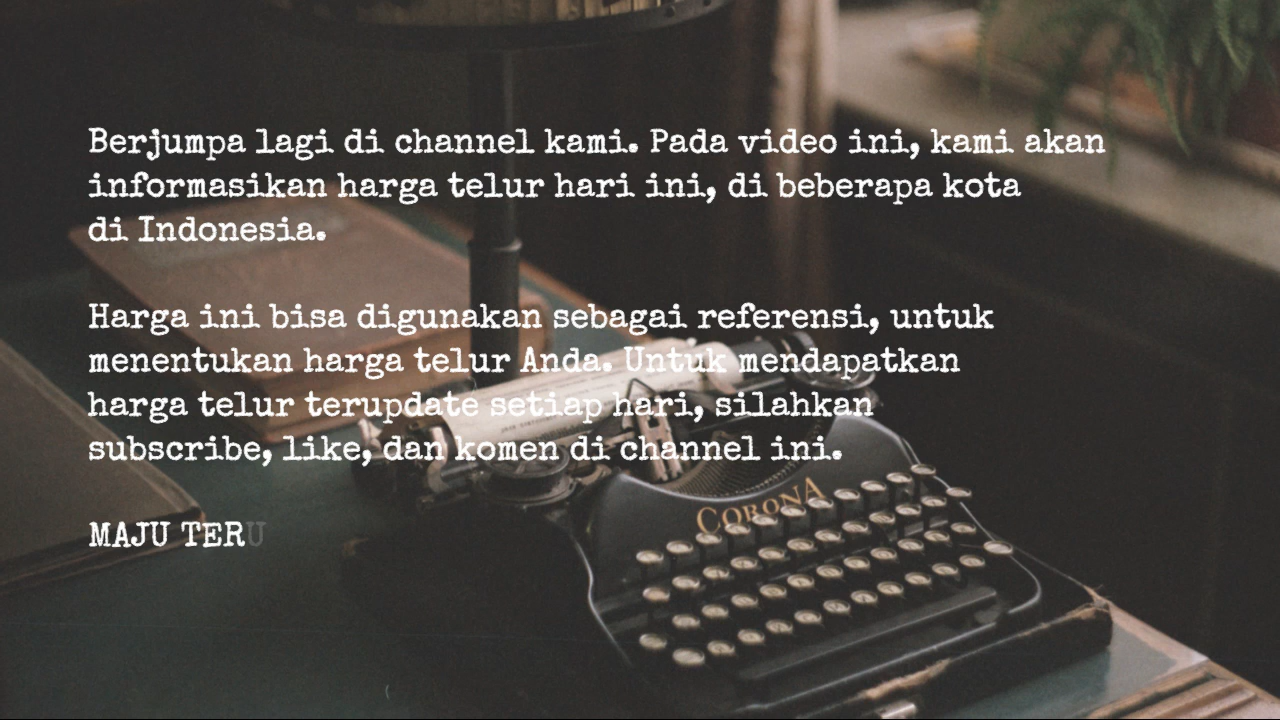 Berjumpa lagi di channel kami. Pada video ini, kami akan
informasikan harga telur hari ini, di beberapa kota
di Indonesia.
Harga ini bisa digunakan sebagai referensi, untuk
menentukan harga telur Anda. Untuk mendapatkan
harga telur terupdate setiap hari, silahkan
subscribe, like, dan komen di channel ini.
MAJU TERU
CORONA